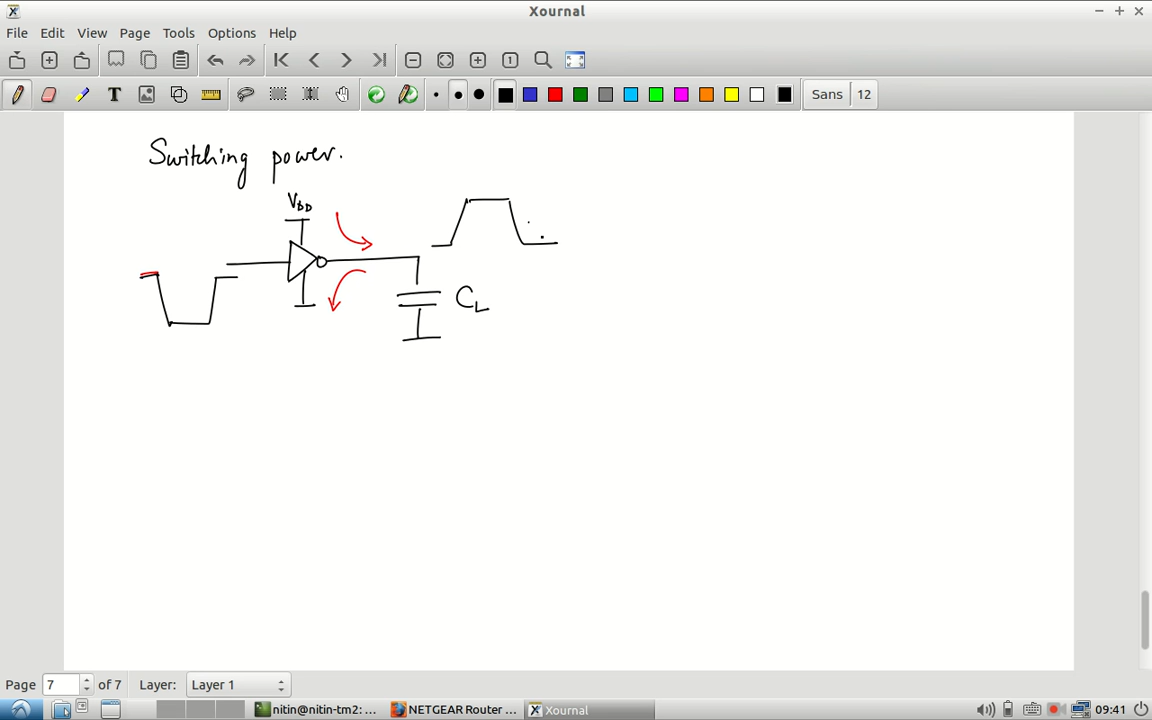 Xournal
File Edit View Page Tools Options Help
Sans 12
Switching power.
VDD
CL
Page 7 of 7 Layer: Layer 1
nitin@nitin-tm2: ... NETGEAR Router ... Xournal 09:41